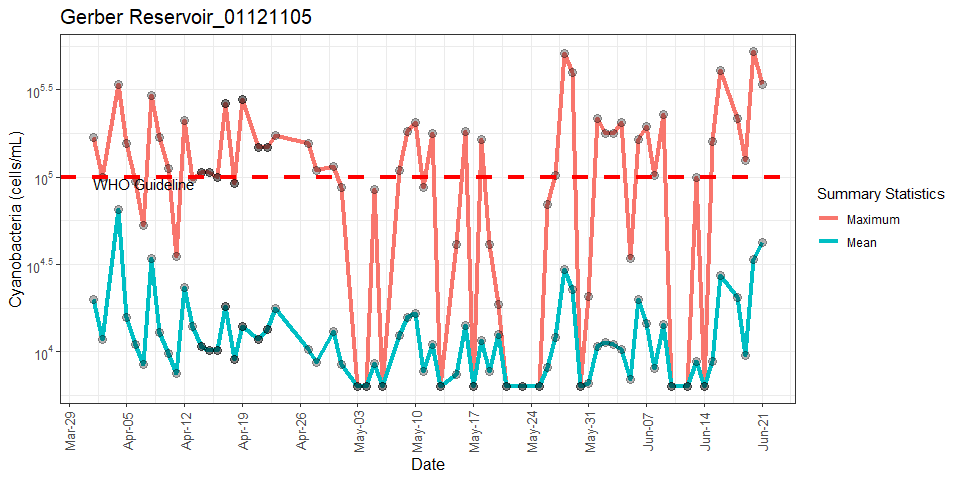 Gerber Reservoir_01121105
Cyanobacteria (cells/mL)
10^5.5
10^5
10^4.5
10^4
WHO Guideline
Mar-29
Apr-05
Apr-12
Apr-19
Apr-26
May-03
May-10
May-17
May-24
May-31
Jun-07
Jun-14
Jun-21
Date
Summary Statistics
Maximum
Mean